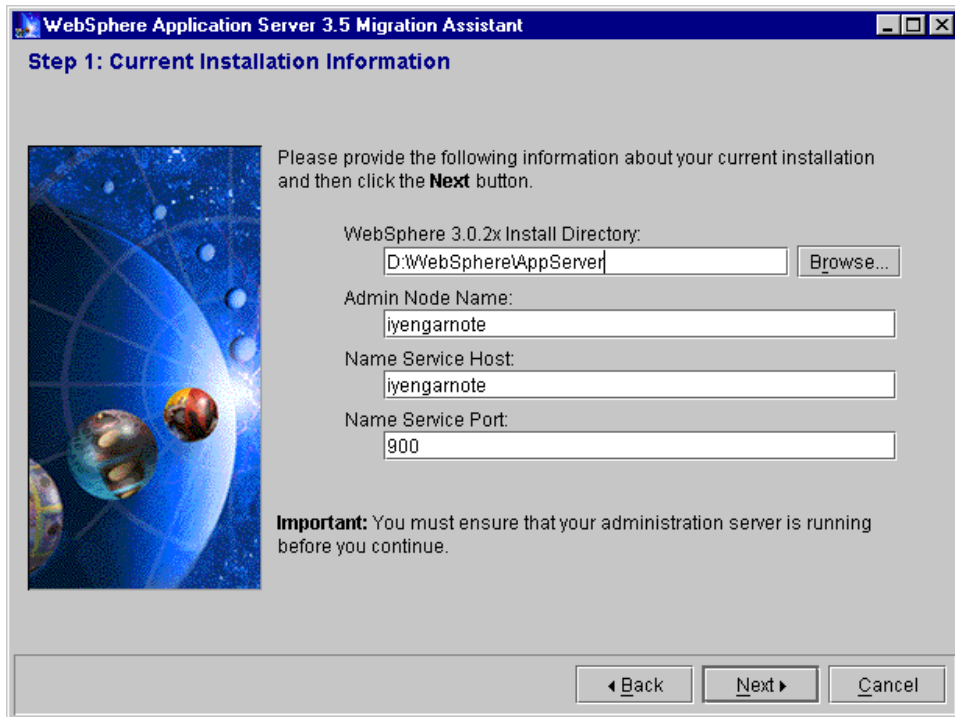 WebSphere Application Server 3.5 Migration Assistant
Step 1: Current Installation Information
Please provide the following information about your current installation
and then click the Next button.
WebSphere 3.0.2x Install Directory:
D:\WebSphere\AppServer
Browse...
Admin Node Name:
iyengarnote
Name Service Host:
iyengarnote
Name Service Port:
900
Important: You must ensure that your administration server is running
before you continue.
Back
Next
Cancel